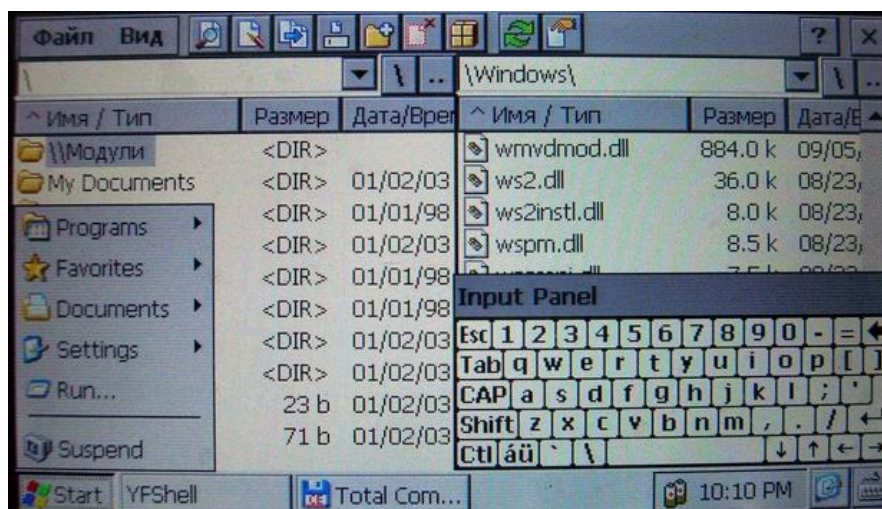 Файл Вид ? ×
\ \ .. \Windows\ \ ..
^ Имя / Тип Размер Дата/Врем ^ Имя / Тип Размер Дата/В
\\Модули <DIR> wmvdmod.dll 884.0 k 09/05/
My Documents <DIR> 01/02/03 ws2.dll 36.0 k 08/23/
<DIR> 01/01/98 ws2instl.dll 8.0 k 08/23/
Programs <DIR> 01/02/03 wspm.dll 8.5 k 08/23/
Favorites <DIR> 01/01/98
Documents <DIR> 01/01/98 Input Panel
Settings <DIR> 01/02/03 Esc 1 2 3 4 5 6 7 8 9 0 - =
<DIR> 01/02/03 Tab q w e r t y u i o p [ ]
Run... 23 b 01/02/03 CAP a s d f g h j k l ; '
71 b 01/02/03 Shift z x c v b n m , . /
Suspend Ctl áü ` \ ↓ ↑ ← →
Start YFShell Total Com... 10:10 PM